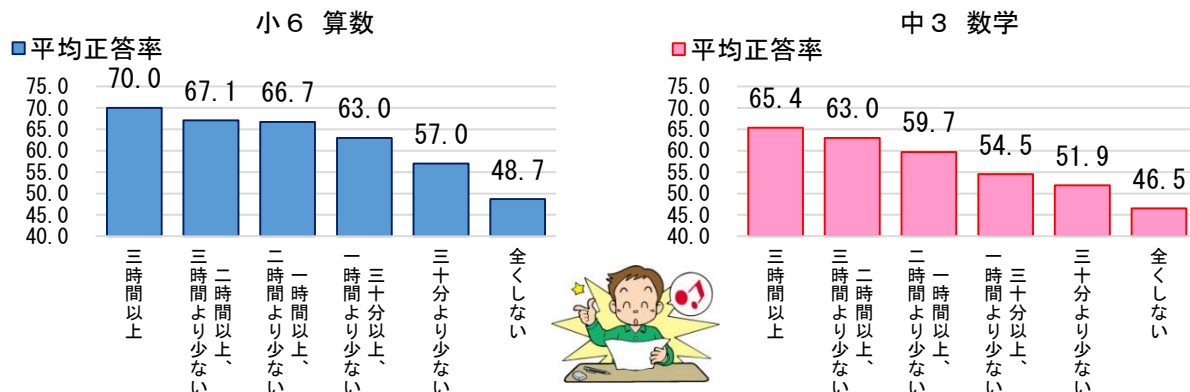 小６ 算数
■平均正答率
75.0
70.0
65.0
60.0
55.0
50.0
45.0
40.0
70.0
67.1
66.7
63.0
57.0
48.7
三時間以上
二時間以上、
三時間より少ない
一時間以上、
二時間より少ない
三十分以上、
一時間より少ない
三十分より少ない
全くしない
中３ 数学
■平均正答率
75.0
70.0
65.0
60.0
55.0
50.0
45.0
40.0
65.4
63.0
59.7
54.5
51.9
46.5
三時間以上
二時間以上、
三時間より少ない
一時間以上、
二時間より少ない
三十分以上、
一時間より少ない
三十分より少ない
全くしない